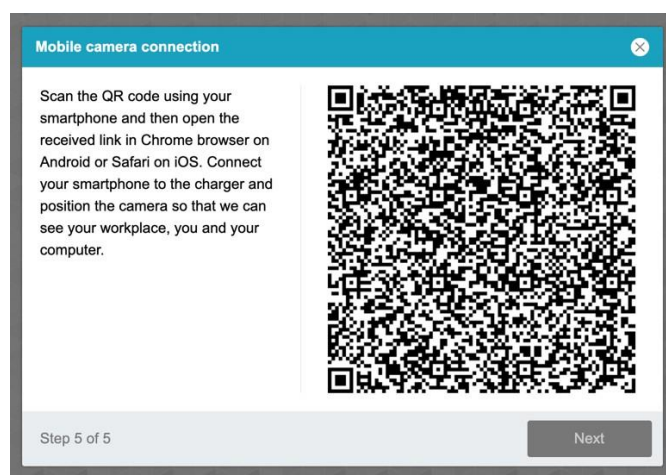 Mobile camera connection
Scan the QR code using your
smartphone and then open the
received link in Chrome browser on
Android or Safari on iOS. Connect
your smartphone to the charger and
position the camera so that we can
see your workplace, you and your
computer.
Step 5 of 5
Next